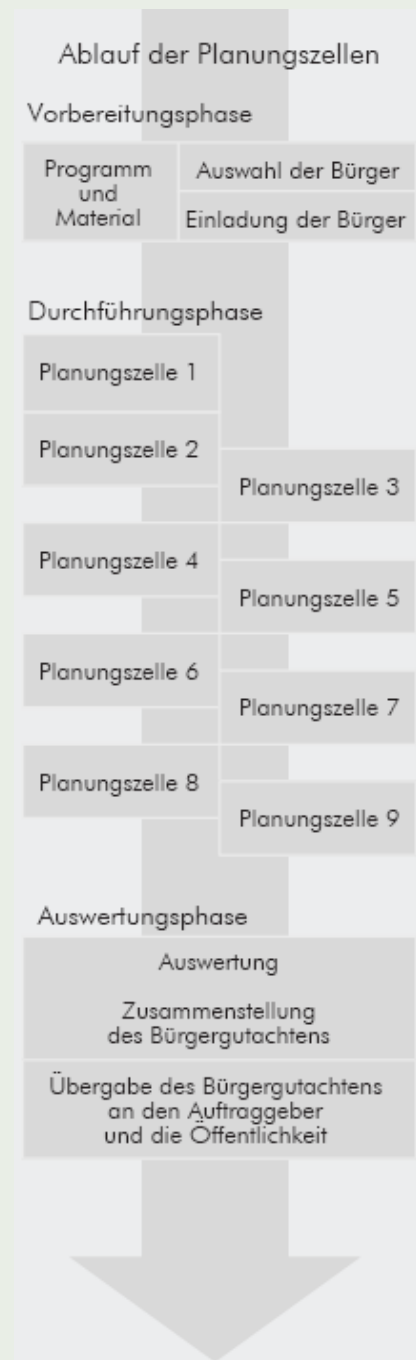 Ablauf der Planungszellen
Vorbereitungsphase
Programm
und
Material
Auswahl der Bürger
Einladung der Bürger
Durchführungsphase
Planungszelle 1
Planungszelle 2
Planungszelle 3
Planungszelle 4
Planungszelle 5
Planungszelle 6
Planungszelle 7
Planungszelle 8
Planungszelle 9
Auswertungsphase
Auswertung
Zusammenstellung
des Bürgergutachtens
Übergabe des Bürgergutachtens
an den Auftraggeber
und die Öffentlichkeit